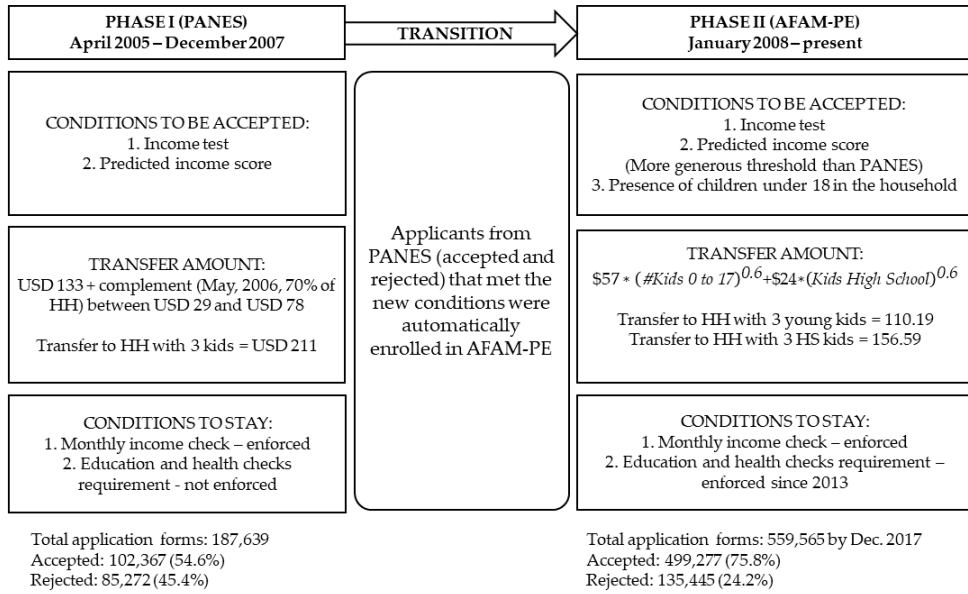 PHASE I (PANES)
April 2005 – December 2007
TRANSITION
PHASE II (AFAM-PE)
January 2008 – present
CONDITIONS TO BE ACCEPTED:
1. Income test
2. Predicted income score
CONDITIONS TO BE ACCEPTED:
1. Income test
2. Predicted income score
(More generous threshold than PANES)
3. Presence of children under 18 in the household
Applicants from
PANES (accepted and
rejected) that met the
new conditions were
automatically
enrolled in AFAM-PE
TRANSFER AMOUNT:
USD 133 + complement (May, 2006, 70% of
HH) between USD 29 and USD 78
Transfer to HH with 3 kids = USD 211
TRANSFER AMOUNT:
$57 * (#Kids 0 to 17)^0.6+$24*(Kids High School)^0.6
Transfer to HH with 3 young kids = 110.19
Transfer to HH with 3 HS kids = 156.59
CONDITIONS TO STAY:
1. Monthly income check – enforced
2. Education and health checks
requirement - not enforced
CONDITIONS TO STAY:
1. Monthly income check – enforced
2. Education and health checks requirement –
enforced since 2013
Total application forms: 187,639
Accepted: 102,367 (54.6%)
Rejected: 85,272 (45.4%)
Total application forms: 559,565 by Dec. 2017
Accepted: 499,277 (75.8%)
Rejected: 135,445 (24.2%)